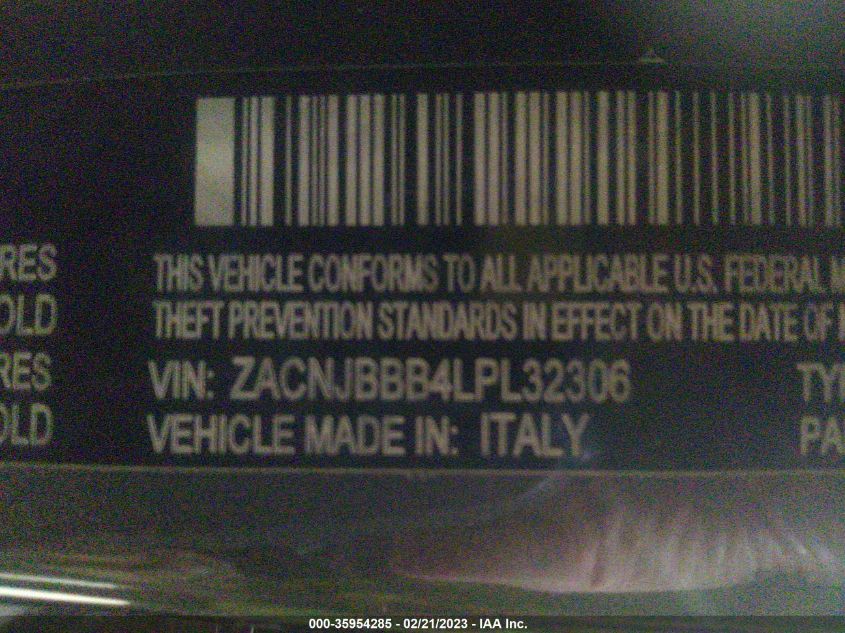 RES
OLD
RES
OLD
THIS VEHICLE CONFORMS TO ALL APPLICABLE U.S. FEDERAL M
THEFT PREVENTION STANDARDS IN EFFECT ON THE DATE OF M
VIN: ZACNJBBB4LPL32306
TY
VEHICLE MADE IN: ITALY
PA
000-35954285 - 02/21/2023 - IAA Inc.